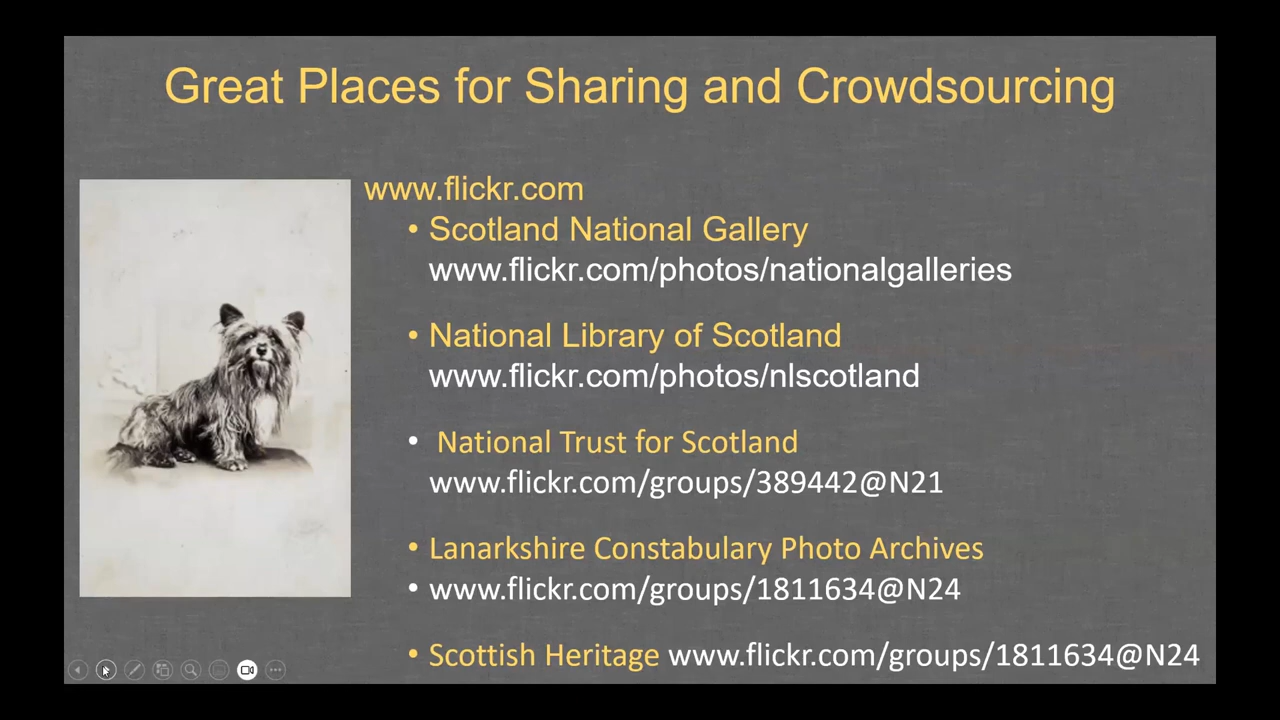 Great Places for Sharing and Crowdsourcing
www.flickr.com
• Scotland National Gallery
www.flickr.com/photos/nationalgalleries
• National Library of Scotland
www.flickr.com/photos/nlscotland
• National Trust for Scotland
www.flickr.com/groups/389442@N21
• Lanarkshire Constabulary Photo Archives
• www.flickr.com/groups/1811634@N24
• Scottish Heritage www.flickr.com/groups/1811634@N24